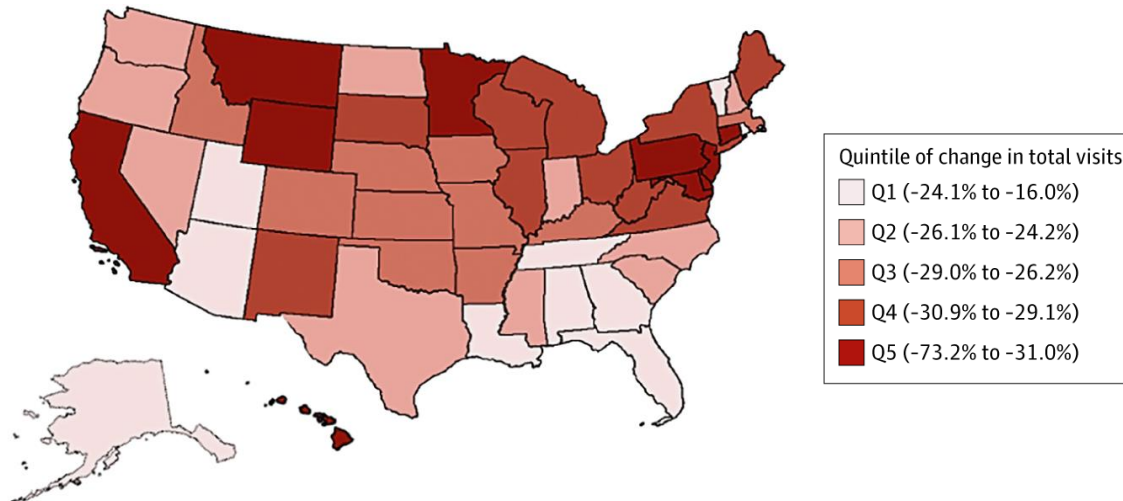 Quintile of change in total visits
Q1 (-24.1% to -16.0%)
Q2 (-26.1% to -24.2%)
Q3 (-29.0% to -26.2%)
Q4 (-30.9% to -29.1%)
Q5 (-73.2% to -31.0%)